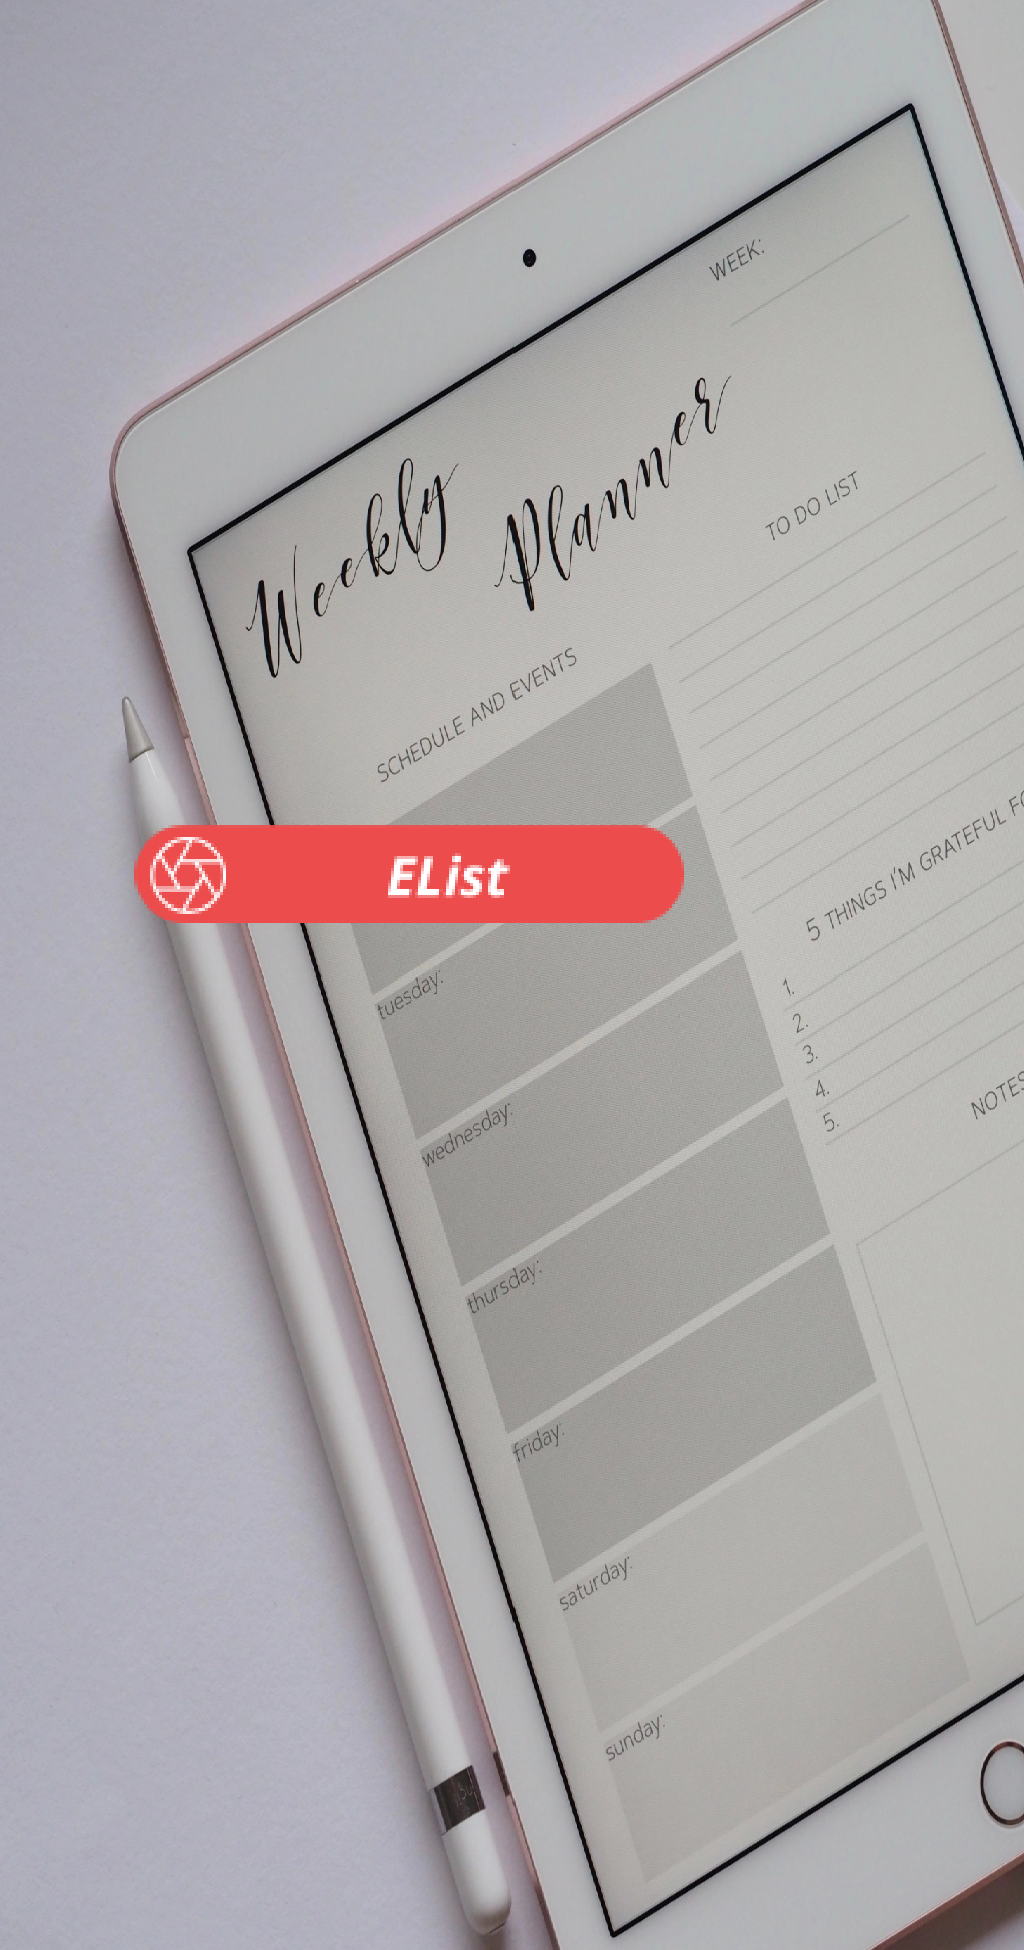 WEEK:
Weekly Planner
TO DO LIST
SCHEDULE AND EVENTS
EList
tuesday:
wednesday:
thursday:
friday:
saturday:
sunday:
5 THINGS I'M GRATEFUL
1.
2.
3.
4.
5.
NOTES